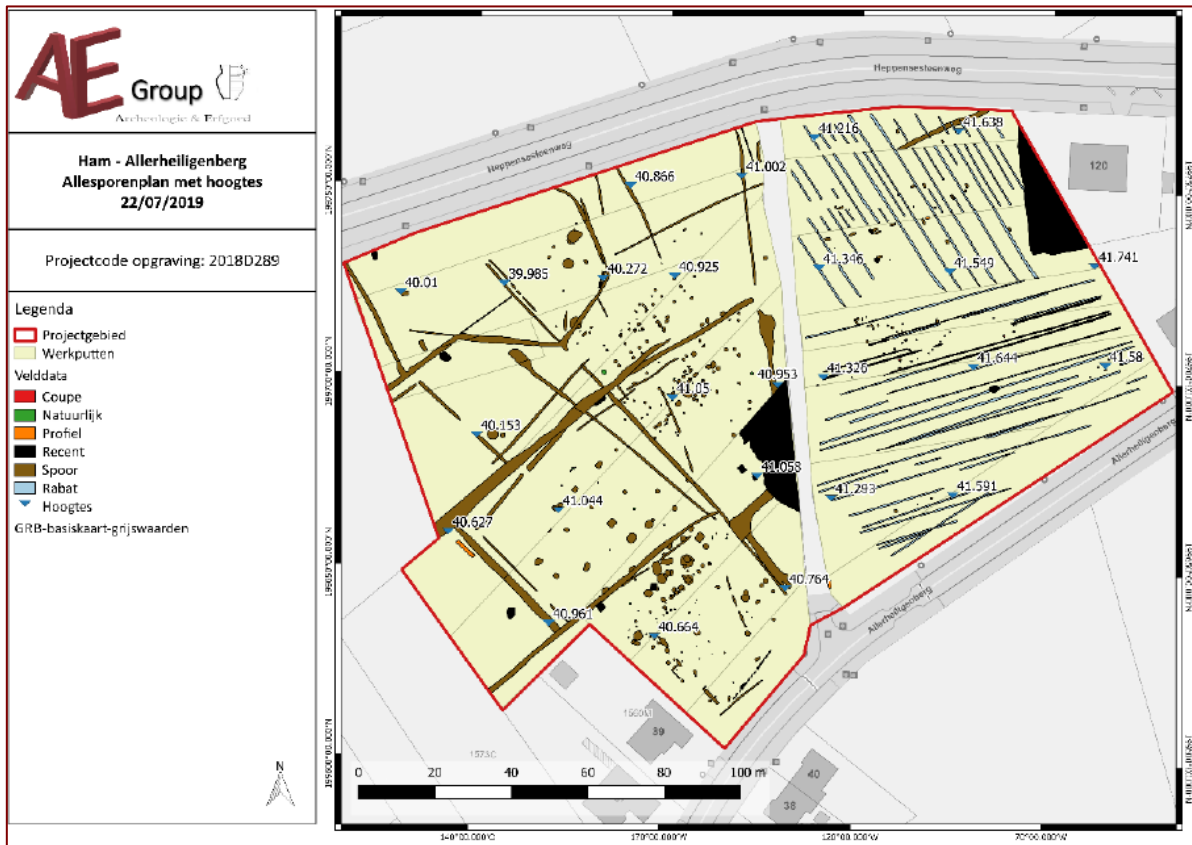 AE Group
Archeologie & Erfgoed
Ham - Allerheiligenberg
Allesporenplan met hoogtes
22/07/2019
Projectcode opgraving: 2018D289
Legenda
Projectgebied
Werkputten
Velddata
Coupe
Natuurlijk
Profiel
Recent
Spoor
Rabat
Hoogtes
GRB-basiskaart-grijswaarden
N
Heppensesteenweg
Heppensesteenweg
41.216
41.638
120
40.866
41.002
40.01
39.985
40.272
40.925
41.346
41.549
41.741
40.953
41.326
41.644
41.58
41.05
40.153
41.058
41.293
41.591
41.044
40.627
40.764
40.961
40.664
Allerheiligenberg
Allerheiligenberg
1560M
39
1573C
40
38
0 20 40 60 80 100 m